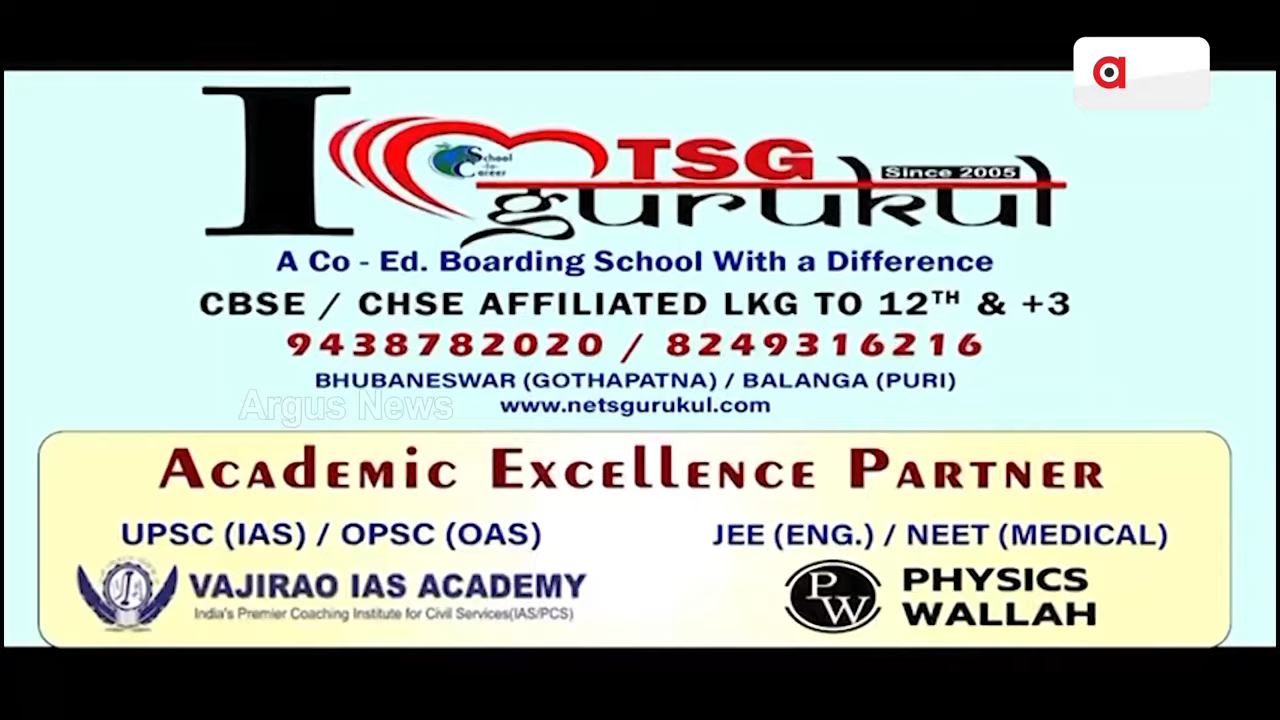 a
I TSG
School
-to-
Career
Since 2005
gurukul
A Co - Ed. Boarding School With a Difference
CBSE / CHSE AFFILIATED LKG TO 12TH & +3
9438782020 / 8249316216
BHUBANESWAR (GOTHAPATNA) / BALANGA (PURI)
Argus News
www.netsgurukul.com
ACADEMIC EXCELLENCE PARTNER
UPSC (IAS) / OPSC (OAS)
VAJIRAO IAS ACADEMY
India's Premier Coaching Institute for Civil Services(IAS/PCS)
JEE (ENG.) / NEET (MEDICAL)
PW
PHYSICS
WALLAH